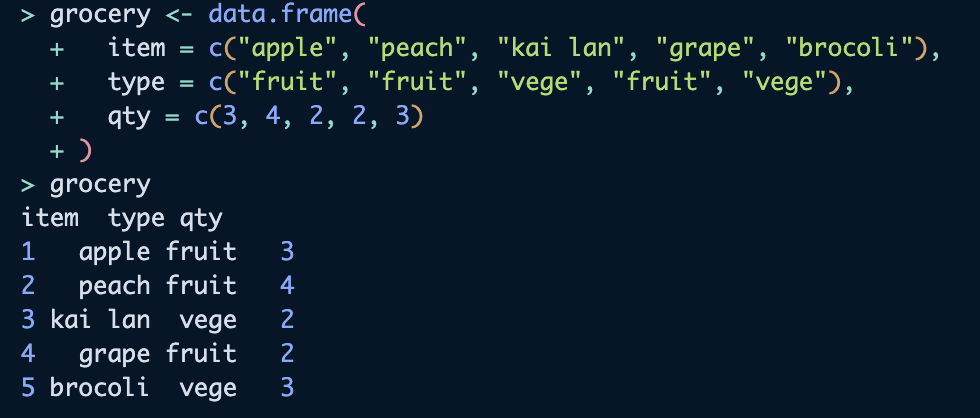 > grocery <- data.frame(
  +   item = c("apple", "peach", "kai lan", "grape", "brocoli"),
  +   type = c("fruit", "fruit", "vege", "fruit", "vege"),
  +   qty = c(3, 4, 2, 2, 3)
  + )
> grocery
item  type qty
1   apple fruit   3
2   peach fruit   4
3 kai lan  vege   2
4   grape fruit   2
5 brocoli  vege   3